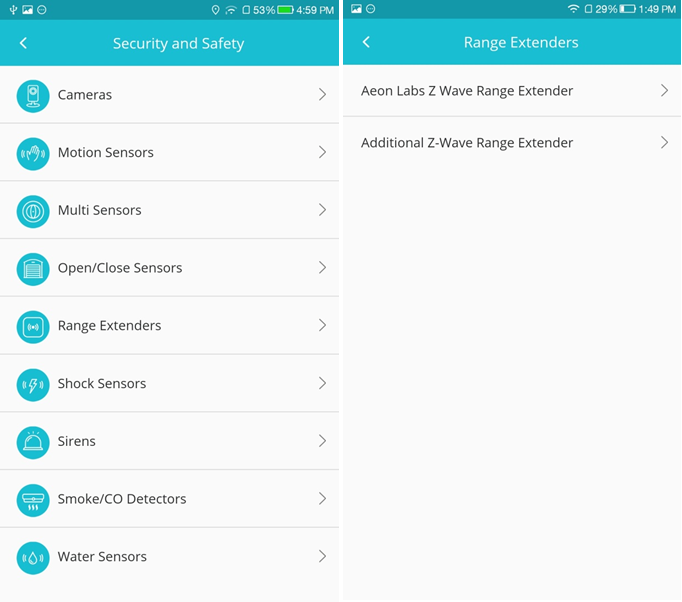 53% 4:59 PM
Security and Safety
Cameras
Motion Sensors
Multi Sensors
Open/Close Sensors
Range Extenders
Shock Sensors
Sirens
Smoke/CO Detectors
Water Sensors
29% 1:49 PM
Range Extenders
Aeon Labs Z Wave Range Extender
Additional Z-Wave Range Extender